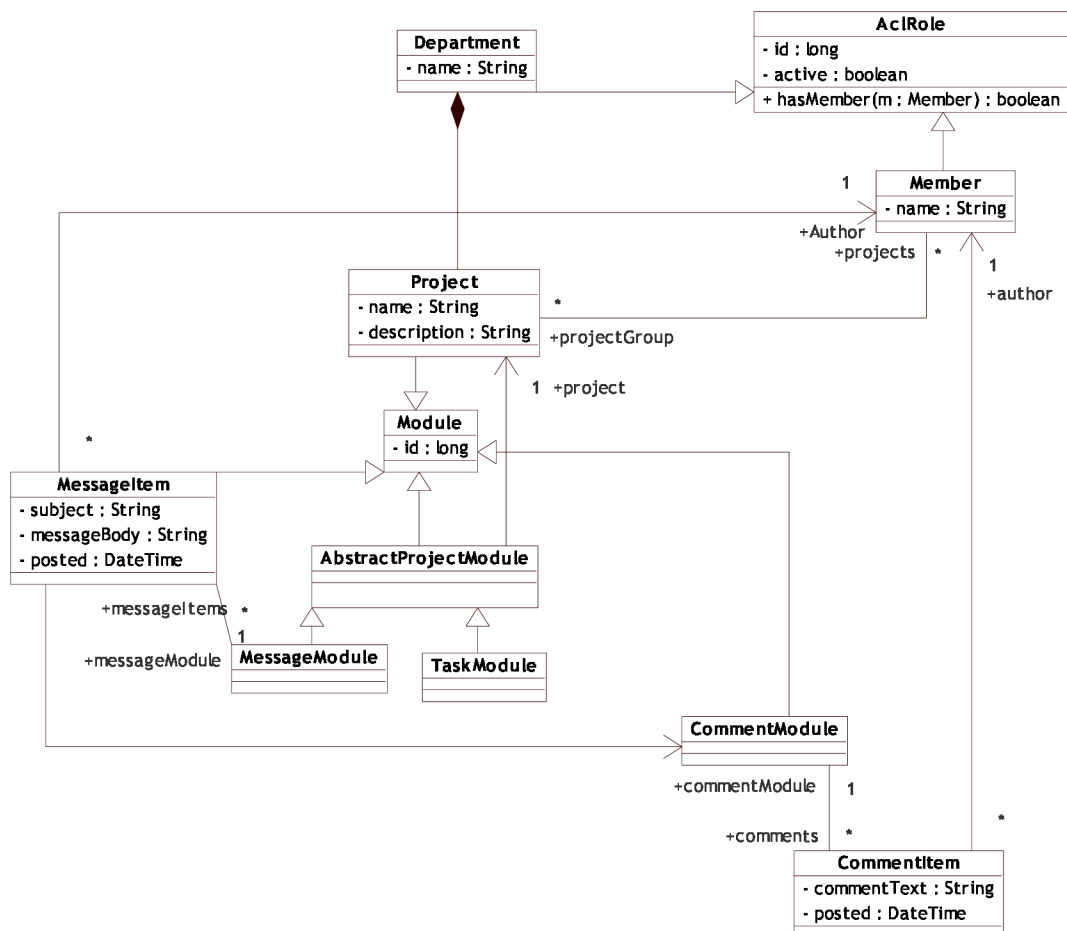 AclRole
- id : long
- active : boolean
+ hasMember(m : Member) : boolean
Department
- name : String
Member
- name : String
1
+Author
+projects *
1
+author
Project
- name : String
- description : String
*
+projectGroup
1 +project
Module
- id : long
*
MessageItem
- subject : String
- messageBody : String
- posted : DateTime
AbstractProjectModule
+messageItems *
1
+messageModule
MessageModule
TaskModule
CommentModule
+commentModule 1
+comments *
*
CommentItem
- commentText : String
- posted : DateTime